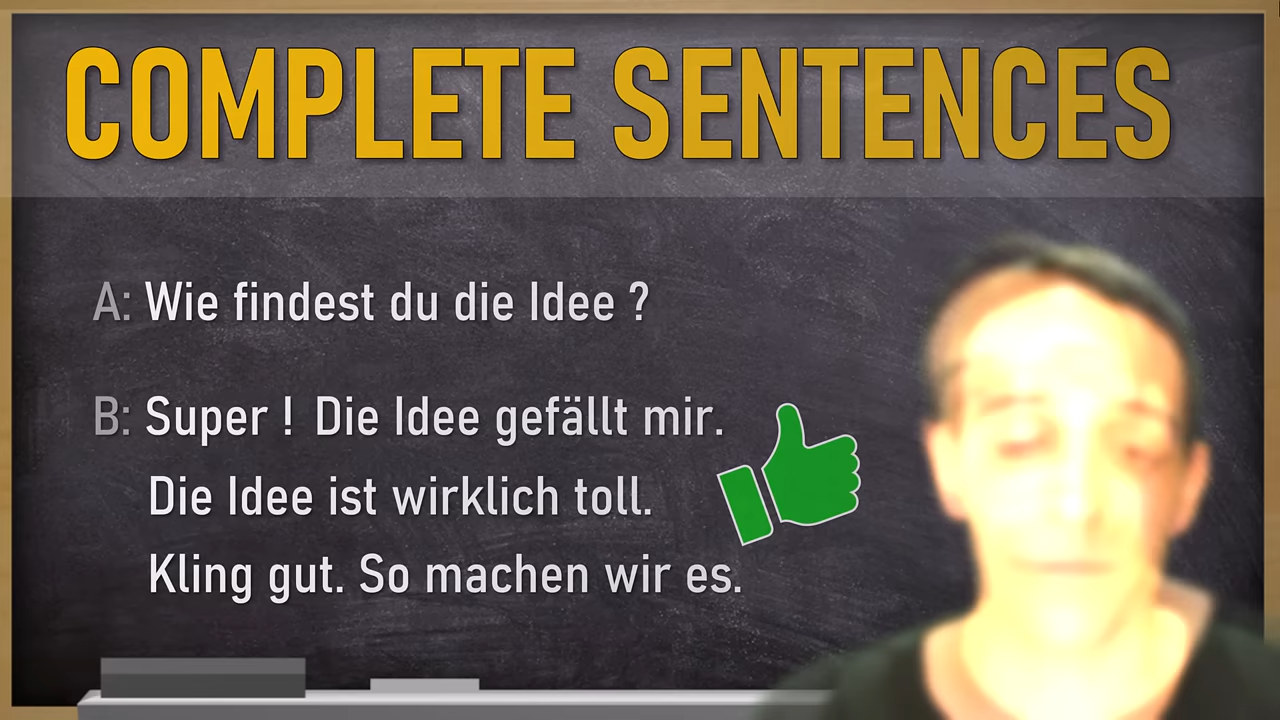 COMPLETE SENTENCES
A: Wie findest du die Idee ?
B: Super ! Die Idee gefällt mir.
Die Idee ist wirklich toll.
Kling gut. So machen wir es.